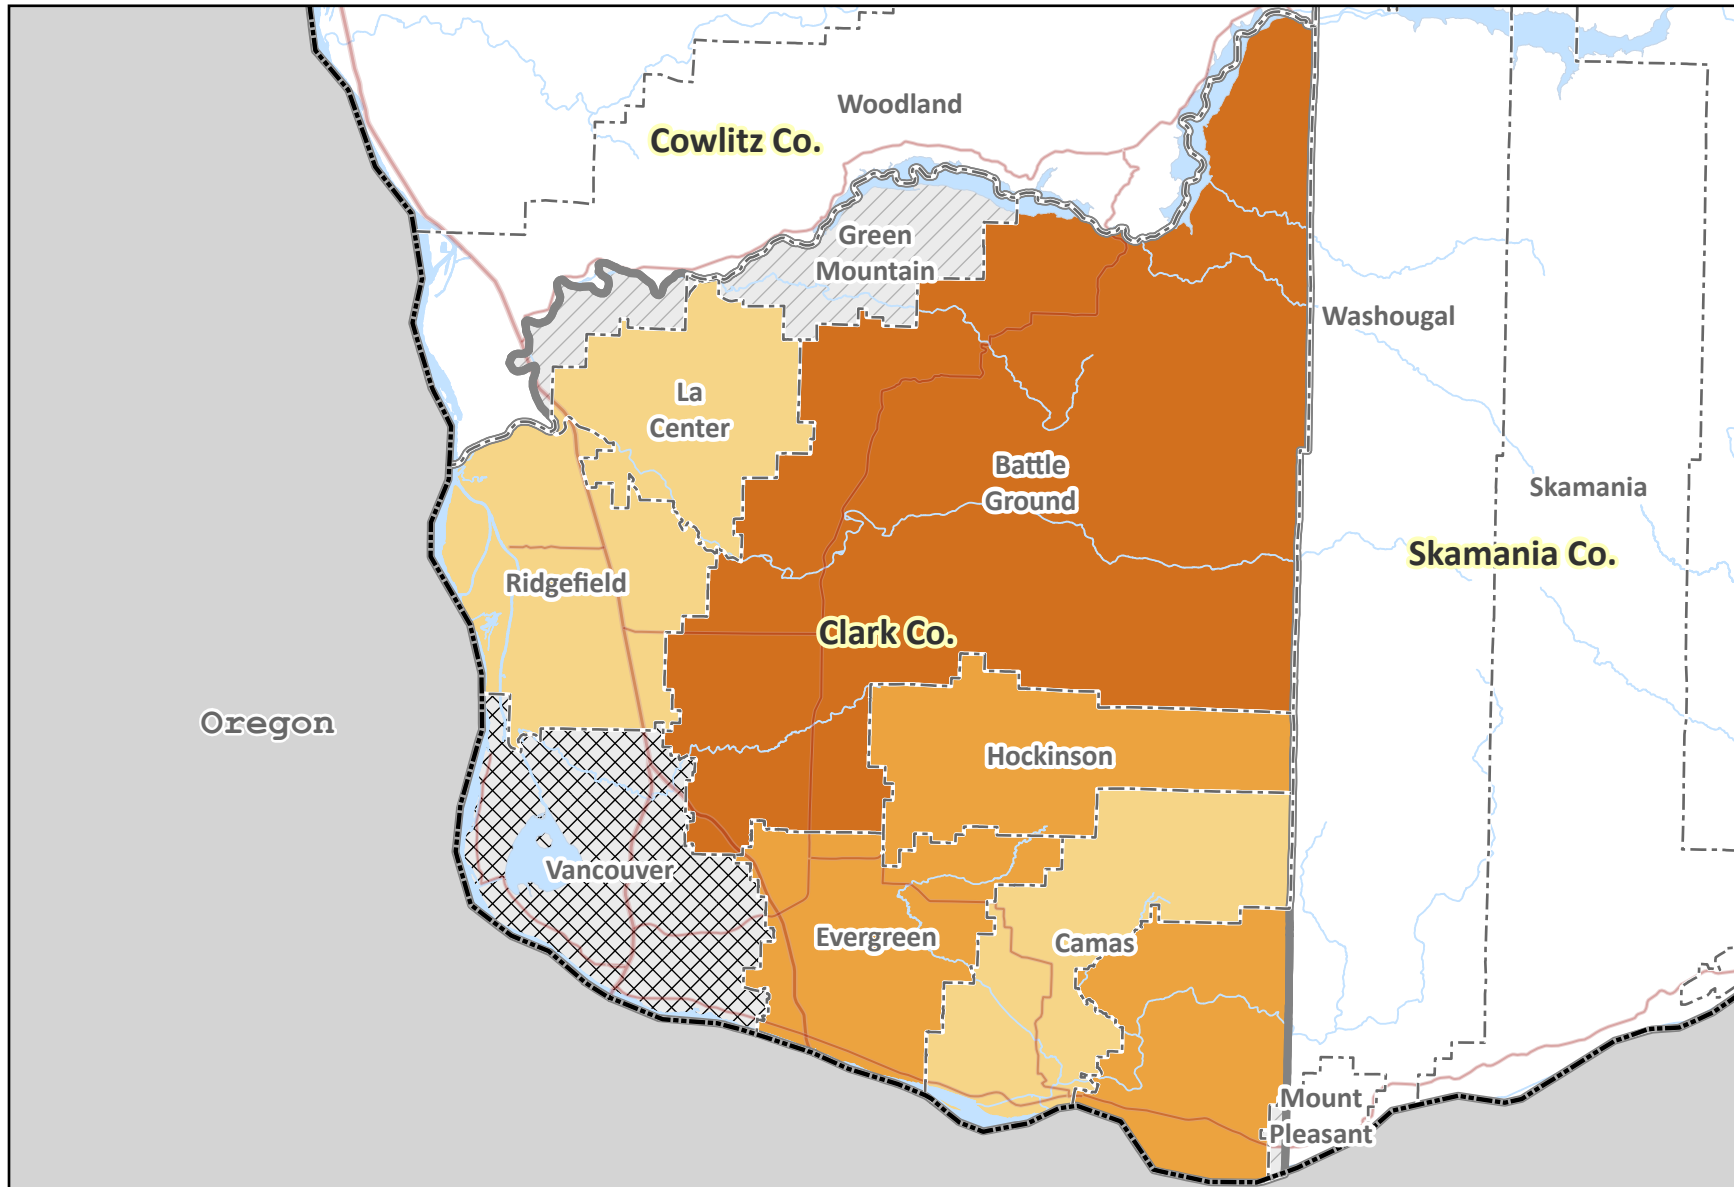 Woodland
Cowlitz Co.
Green
Mountain
Washougal
La
Center
Battle
Ground
Skamania
Skamania Co.
Ridgefield
Clark Co.
Oregon
Hockinson
Vancouver
Evergreen
Camas
Mount
Pleasant